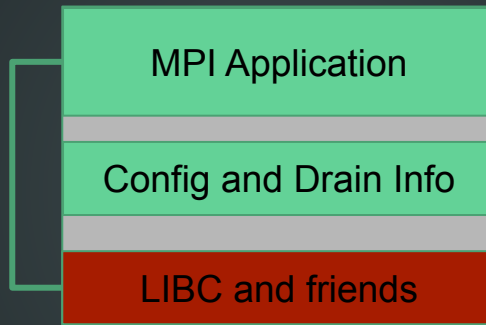 MPI Application
Config and Drain Info
LIBC and friends